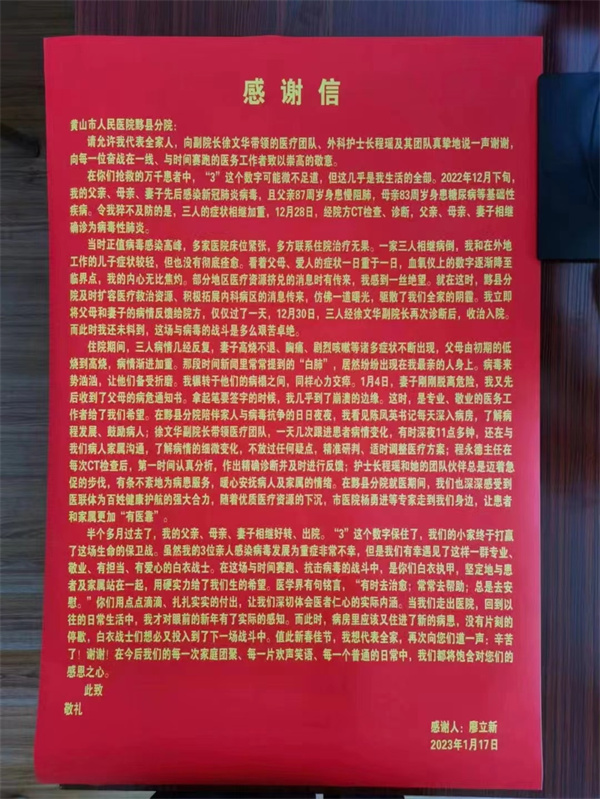 感谢信
黄山市人民医院黟县分院：
请允许我代表全家人，向副院长徐文华带领的医疗团队、外科护士长程瑶及其团队真挚地说一声谢谢，
向每一位奋战在一线、与时间赛跑的医务工作者致以崇高的敬意。
在你们抢救的万千患者中，“3”这个数字可能微不足道，但这几乎是我生活的全部。2022年12月下旬，
我的父亲、母亲、妻子先后感染新冠肺炎病毒，且父亲87周岁身患慢阻肺，母亲83周岁身患糖尿病等基础性
疾病。令我猝不及防的是，三人的症状相继加重，12月28日，经院方CT检查、诊断，父亲、母亲、妻子相继
确诊为病毒性肺炎。
当时正值病毒感染高峰，多家医院床位紧张，多方联系住院治疗无果。一家三人相继病倒，我和在外地
工作的儿子症状较轻，但也没有彻底痊愈。看着父母、爱人的症状一日重于一日，血氧仪上的数字逐渐降至
临界点，我的内心无比焦灼。部分地区医疗资源挤兑的消息时有传来，我感到一丝绝望。就在这时，黟县分
院及时扩容医疗救治资源、积极拓展内科病区的消息传来，仿佛一道曙光，驱散了我们全家的阴霾。我立即
将父母和妻子的病情反馈给院方，仅仅过了一天，12月30日，三人经徐文华副院长再次诊断后，收治入院。
而此时我还未料到，这场与病毒的战斗是多么艰苦卓绝。
住院期间，三人病情几经反复，妻子高烧不退、胸痛、剧烈咳嗽等诸多症状不断出现，父母由初期的低
烧到高烧，病情渐进加重。那段时间新闻里常常提到的“白肺”，居然纷纷出现在我最亲的人身上。病毒来
势汹汹，让他们备受折磨。我辗转于他们的病榻之间，同样心力交瘁。1月4日，妻子刚刚脱离危险，我又先
后收到了父母的病危通知书。拿起笔要签字的时候，我几乎到了崩溃的边缘。这时，是专业、敬业的医务工
作者给了我们希望。在黟县分院陪伴家人与病毒抗争的日日夜夜，我看见陈凤英书记每天深入病房，了解病
程发展、鼓励病人；徐文华副院长带领医疗团队，一天几次跟进患者病情变化，有时深夜11点多钟，还在与
我们病人家属沟通，了解病情的细微变化，不放过任何疑点，精准研判、适时调整医疗方案；程永德主任在
每次CT检查后，第一时间认真分析，作出精确诊断并及时进行反馈；护士长程瑶和她的团队伙伴总是迈着急
促的步伐，有条不紊地为病患服务，暖心安抚病人及家属的情绪。在黟县分院就医期间，我们也深深感受到
医联体为百姓健康护航的强大合力，随着优质医疗资源的下沉，市医院杨勇进等专家走到我们身边，让患者
和家属更加“有医靠”。
半个多月过去了，我的父亲、母亲、妻子相继好转、出院。“3”这个数字保住了，我们的小家终于打赢
了这场生命的保卫战。虽然我的3位亲人感染病毒发展为重症非常不幸，但是我们有幸遇见了这样一群专业、
敬业、有担当、有爱心的白衣战士。在这场与时间赛跑、抗击病毒的战斗中，是你们白衣执甲，坚定地与患
者及家属站在一起，用硬实力给了我们生的希望。医学界有句铭言，“有时去治愈；常常去帮助；总是去安
慰。”你们用点点滴滴、扎扎实实的付出，让我们深切体会医者仁心的实际内涵。当我们走出医院，回到以
往的日常生活中，我才对眼前的新年有了实际的感知。而此时，病房里应该又住进了新的病患，没有片刻的
停歇，白衣战士们想必又投入到了下一场战斗中。值此新春佳节，我想代表全家，再次向您们道一声：辛苦
了！谢谢！在今后我们的每一次家庭团聚、每一片欢声笑语、每一个普通的日常中，我们都将饱含对您们的
感恩之心。
此致
敬礼
感谢人：廖立新
2023年1月17日